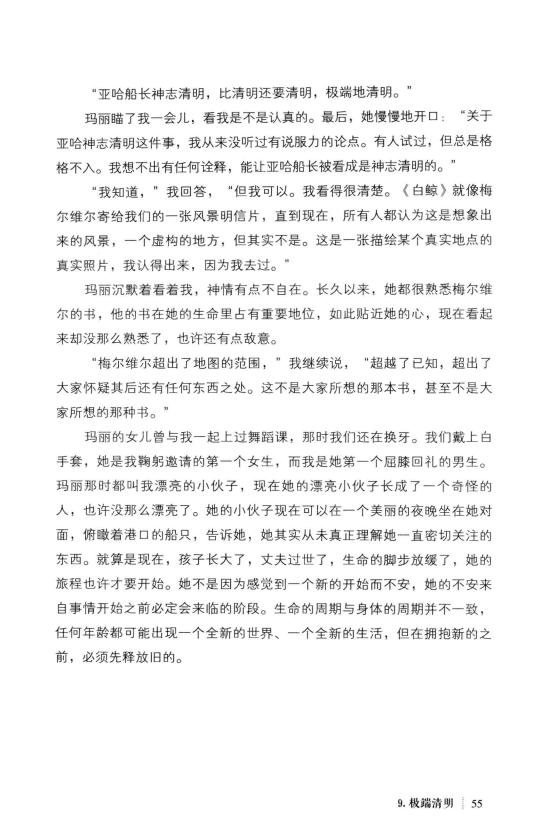 “亚哈船长神志清明，比清明还要清明，极端地清明。”
玛丽瞄了我一会儿，看我是不是认真的。最后，她慢慢地开口：“关于
亚哈神志清明这件事，我从来没听过有说服力的论点。有人试过，但总是格
格不入。我想不出有任何诠释，能让亚哈船长被看成是神志清明的。”
“我知道，”我回答，“但我可以。我看得很清楚。《白鲸》就像梅
尔维尔寄给我们的一张风景明信片，直到现在，所有人都认为这是想象出
来的风景，一个虚构的地方，但其实不是。这是一张描绘某个真实地点的
真实照片，我认得出来，因为我去过。”
玛丽沉默着看着我，神情有点不自在。长久以来，她都很熟悉梅尔维
尔的书，他的书在她的生命里占有重要地位，如此贴近她的心，现在看起
来却没那么熟悉了，也许还有点敌意。
“梅尔维尔超出了地图的范围，”我继续说，“超越了已知，超出了
大家怀疑其后还有任何东西之处。这不是大家所想的那本书，甚至不是大
家所想的那种书。”
玛丽的女儿曾与我一起上过舞蹈课，那时我们还在换牙。我们戴上白
手套，她是我鞠躬邀请的第一个女生，而我是她第一个屈膝回礼的男生。
玛丽那时都叫我漂亮的小伙子，现在她的漂亮小伙子长成了一个奇怪的
人，也许没那么漂亮了。她的小伙子现在可以在一个美丽的夜晚坐在她对
面，俯瞰着港口的船只，告诉她，她其实从未真正理解她一直密切关注的
东西。就算是现在，孩子长大了，丈夫过世了，生命的脚步放缓了，她的
旅程也许才要开始。她不是因为感觉到一个新的开始而不安，她的不安来
自事情开始之前必定会来临的阶段。生命的周期与身体的周期并不一致，
任何年龄都可能出现一个全新的世界、一个全新的生活，但在拥抱新的之
前，必须先释放旧的。
9. 极端清明 55